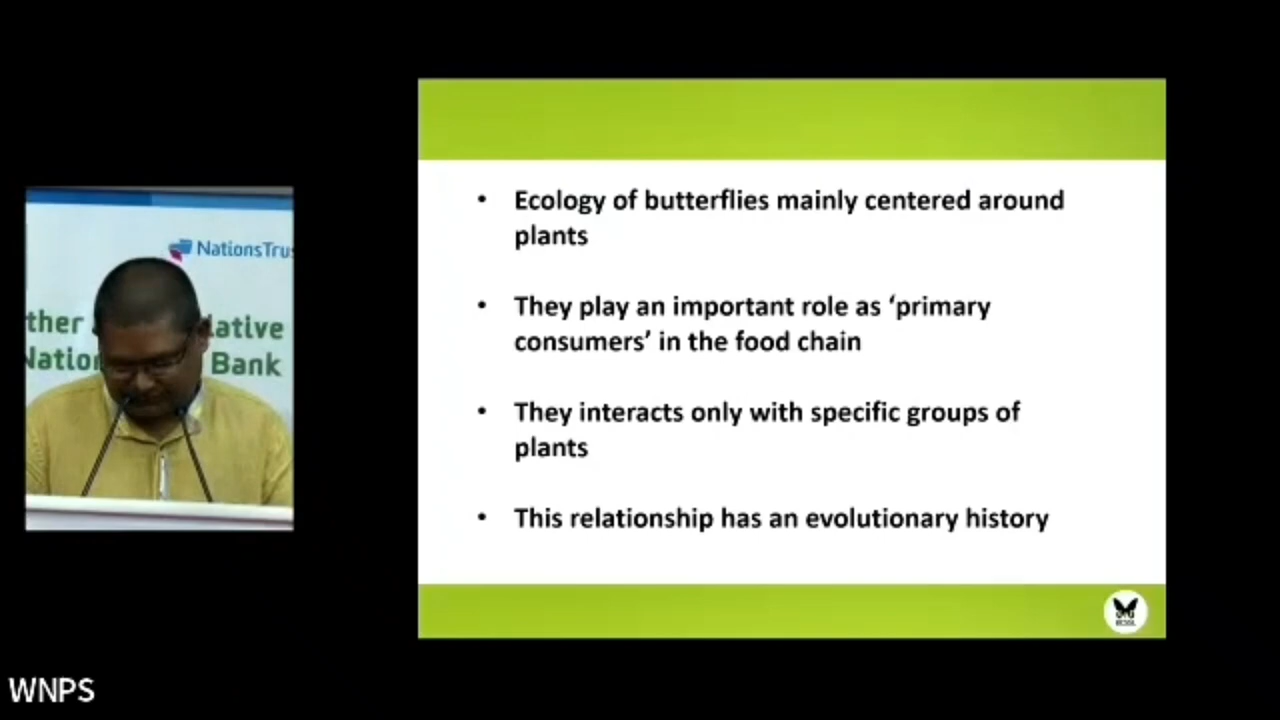 NationsTrus
ther lative
Nation Bank
• Ecology of butterflies mainly centered around
plants
• They play an important role as ‘primary
consumers’ in the food chain
• They interacts only with specific groups of
plants
• This relationship has an evolutionary history
WNPS